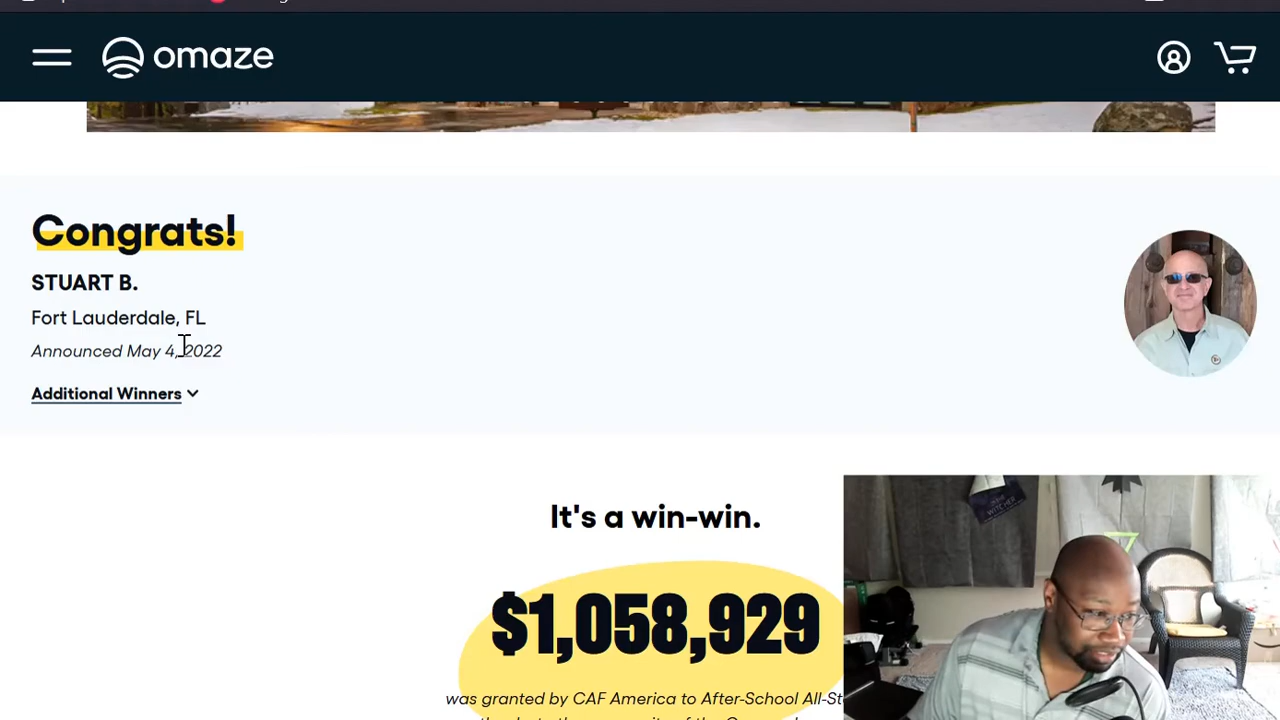 omaze
Congrats!
STUART B.
Fort Lauderdale, FL
Announced May 4, 2022
Additional Winners
It's a win-win.
$1,058,929
was granted by CAF America to After-School All-St
WITCHER